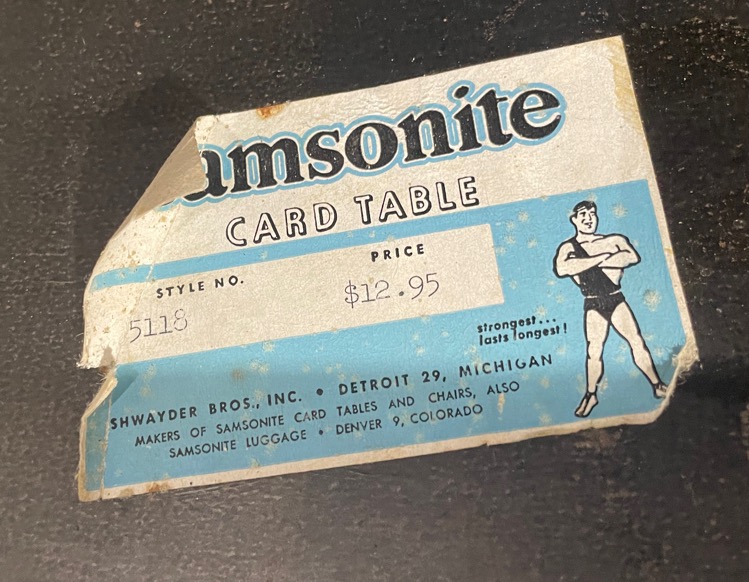 amsonite
CARD TABLE
STYLE NO.
PRICE
5118
$12.95
strongest...
lasts longest!
SHWAYDER BROS., INC. • DETROIT 29, MICHIGAN
MAKERS OF SAMSONITE CARD TABLES AND CHAIRS, ALSO
SAMSONITE LUGGAGE • DENVER 9, COLORADO